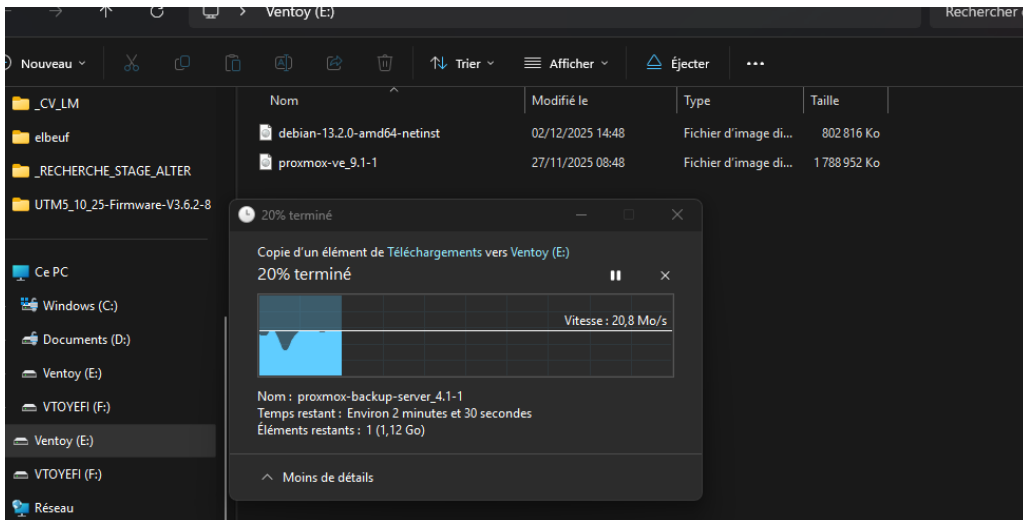 Ventoy (E:)
Rechercher
Nouveau
Trier
Afficher
Éjecter
_CV_LM
elbeuf
_RECHERCHE_STAGE_ALTER
UTM5_10_25-Firmware-V3.6.2-8
Ce PC
Windows (C:)
Documents (D:)
Ventoy (E:)
VTOYEFI (F:)
Ventoy (E:)
VTOYEFI (F:)
Réseau
Nom Modifié le Type Taille
debian-13.2.0-amd64-netinst 02/12/2025 14:48 Fichier d'image di... 802 816 Ko
proxmox-ve_9.1-1 27/11/2025 08:48 Fichier d'image di... 1 788 952 Ko
20% terminé
Copie d'un élément de Téléchargements vers Ventoy (E:)
20% terminé
Vitesse : 20,8 Mo/s
Nom : proxmox-backup-server_4.1-1
Temps restant : Environ 2 minutes et 30 secondes
Éléments restants : 1 (1,12 Go)
Moins de détails